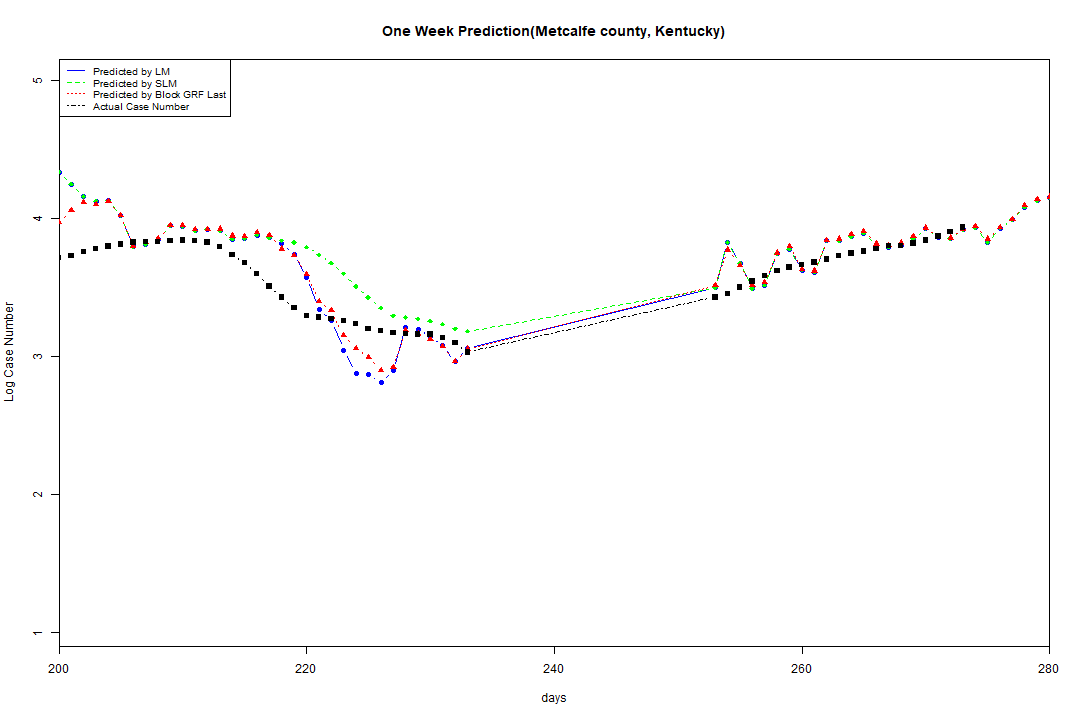 One Week Prediction(Metcalfe county, Kentucky)
Predicted by LM
Predicted by SLM
Predicted by Block GRF Last
Actual Case Number
5
4
3
2
1
Log Case Number
200 220 240 260 280
days